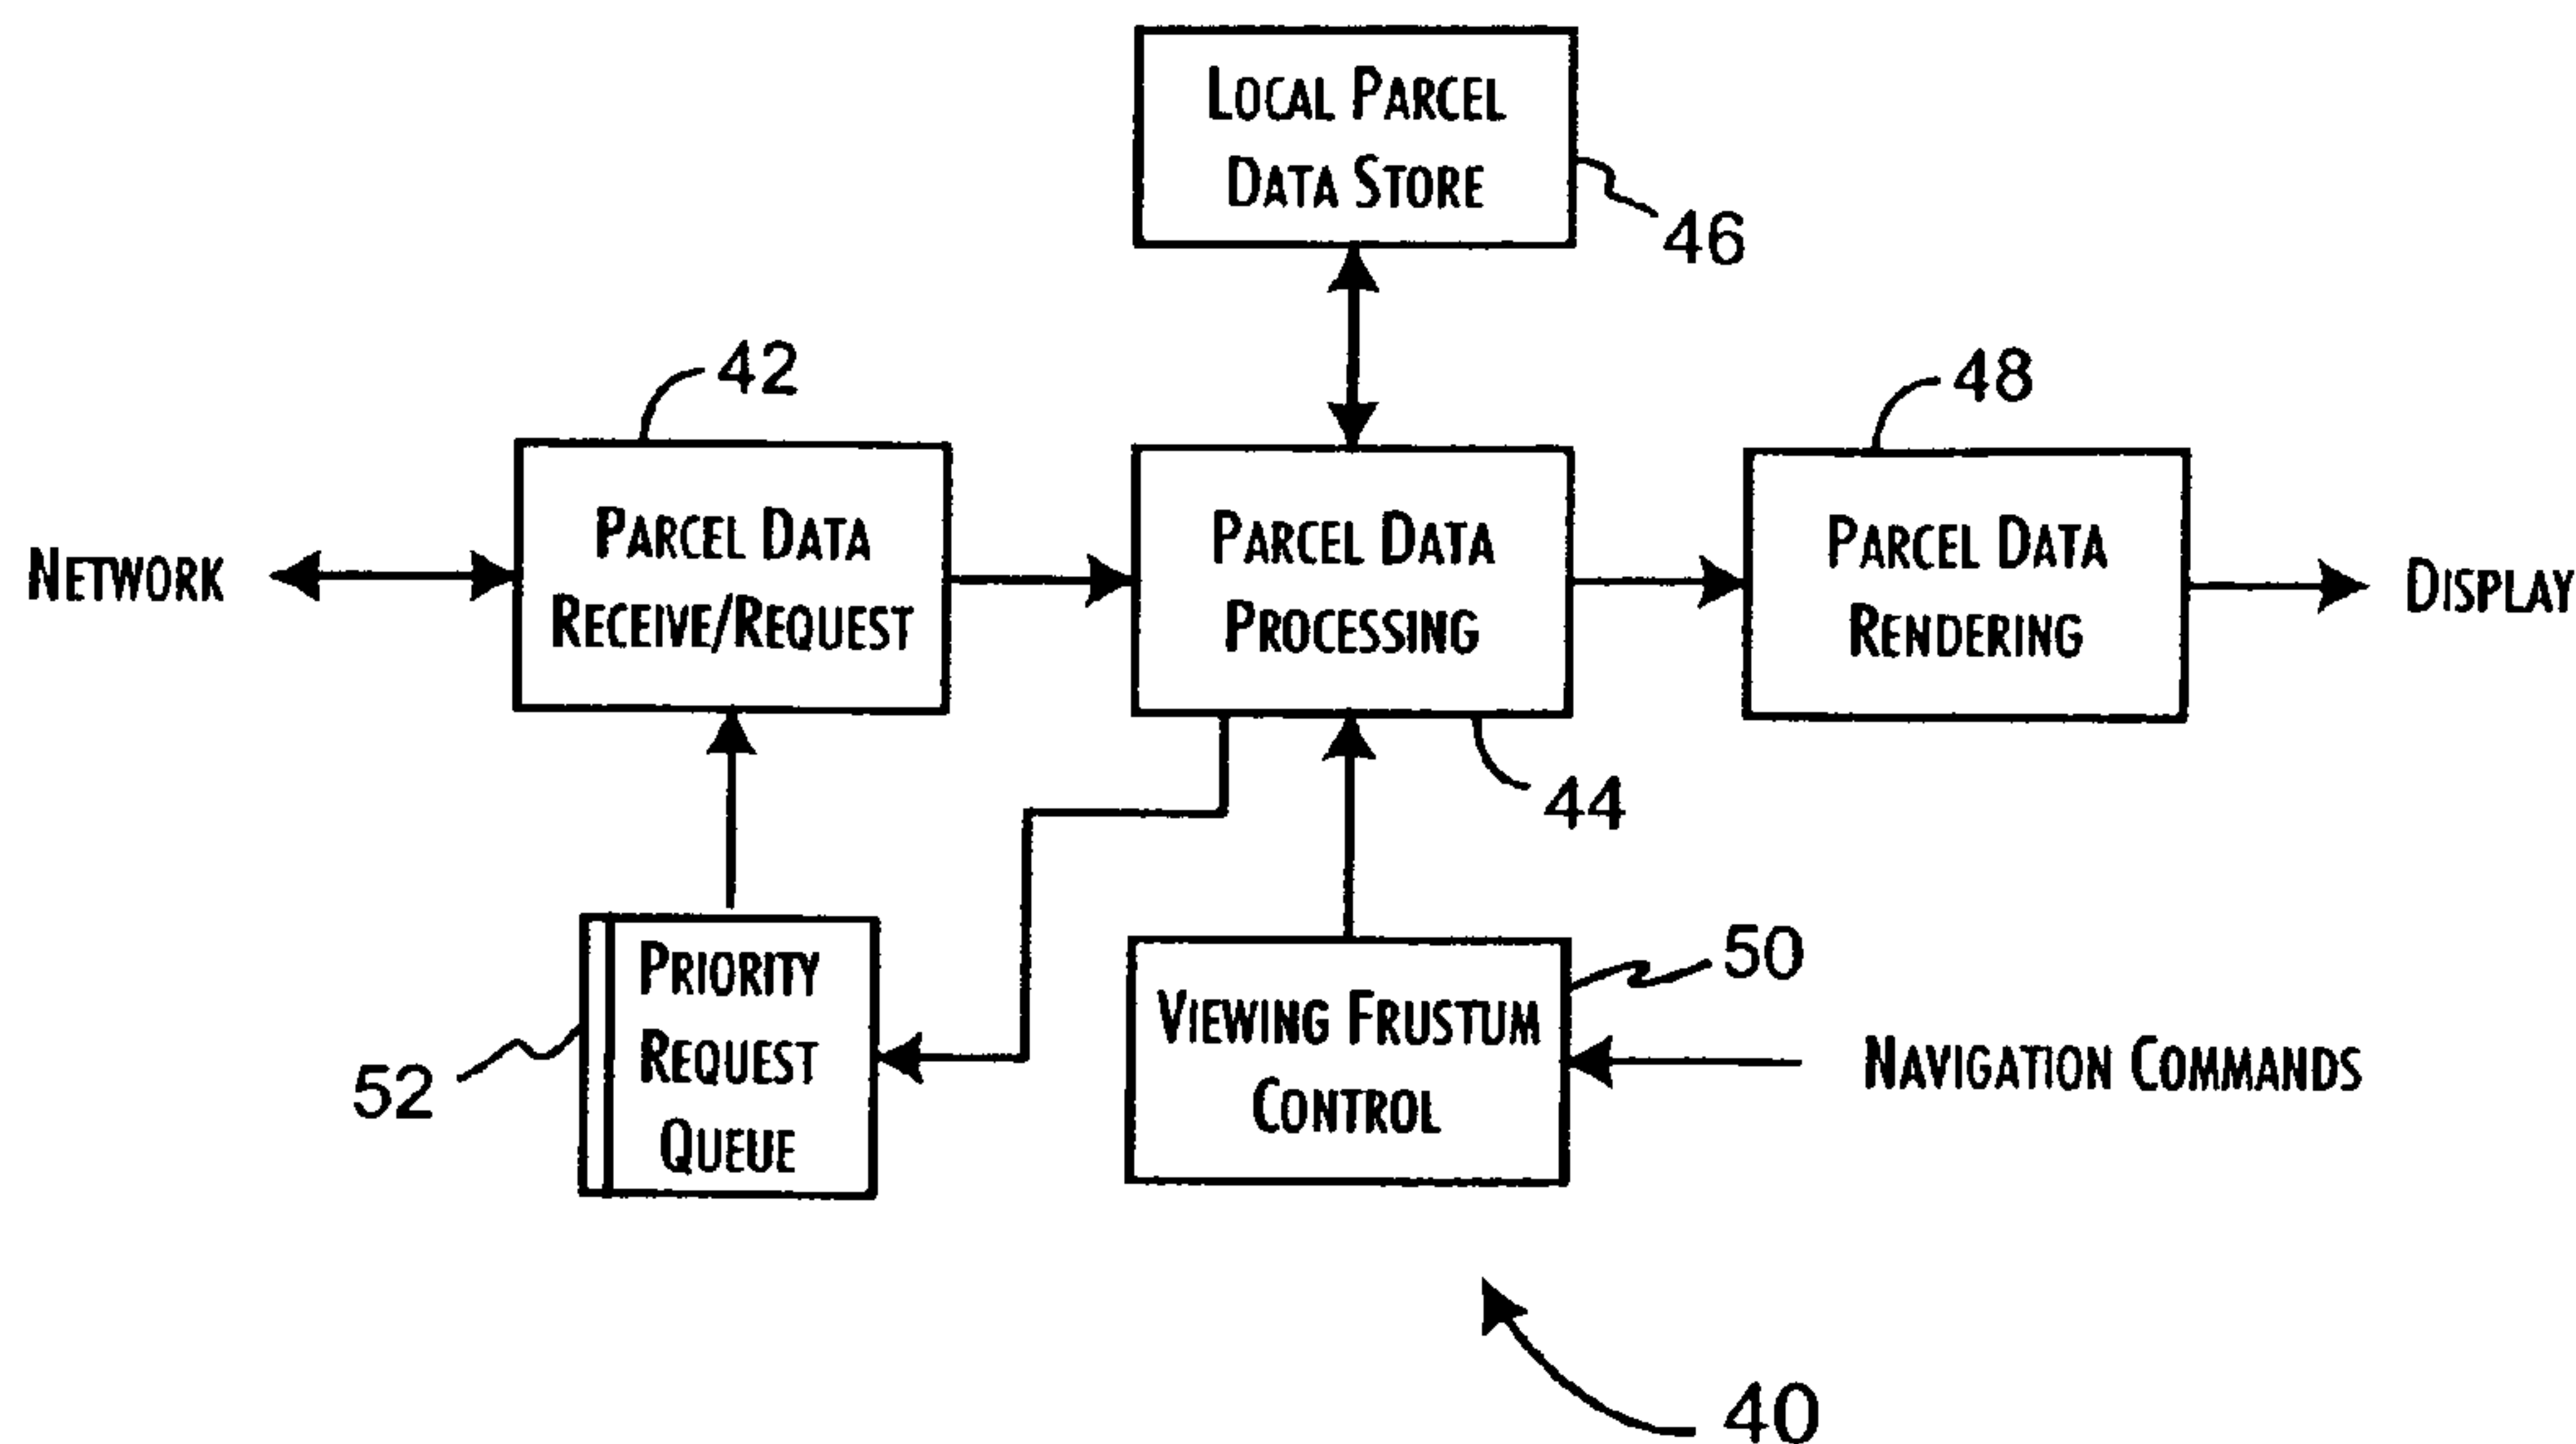 LOCAL PARCEL
DATA STORE
46
42
48
NETWORK
PARCEL DATA
RECEIVE/REQUEST
PARCEL DATA
PROCESSING
PARCEL DATA
RENDERING
DISPLAY
44
PRIORITY
REQUEST
QUEUE
52
VIEWING FRUSTUM
CONTROL
50
NAVIGATION COMMANDS
40